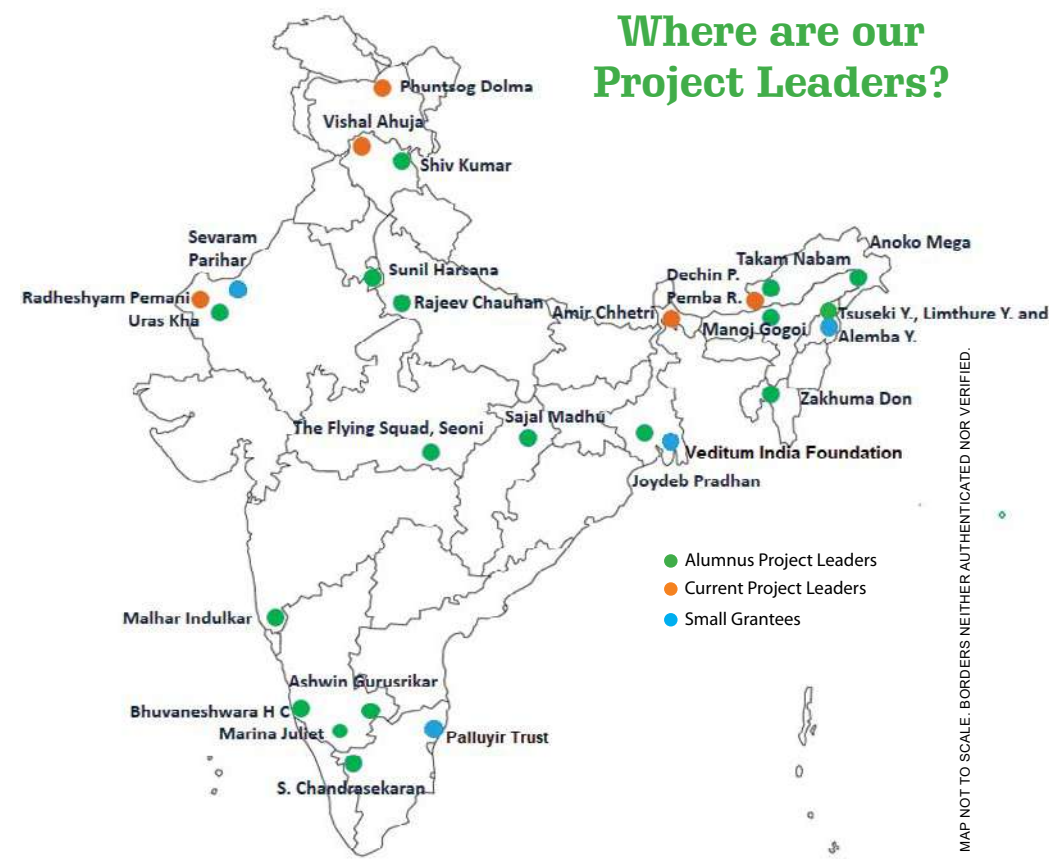 Where are our
Project Leaders?
Phuntsog Dolma
Vishal Ahuja
Shiv Kumar
Sevaram
Parihar
Radheshyam Pemani
Uras Kha
Sunil Harsana
Rajeev Chauhan
Anoko Mega
Takam Nabam
Dechin P.
Pemba R.
Amir Chhetri
Manoj Gogoi
Tsuseki Y., Limthure Y. and
Alemba Y.
Zakhuma Don
The Flying Squad, Seoni
Sajal Madhu
Veditum India Foundation
Joydeb Pradhan
Alumnus Project Leaders
Current Project Leaders
Small Grantees
Malhar Indulkar
Ashwin Gurusrikar
Bhuvaneshwara H C
Marina Juliet
Palluyir Trust
S. Chandrasekaran
MAP NOT TO SCALE. BORDERS NEITHER AUTHENTICATED NOR VERIFIED.